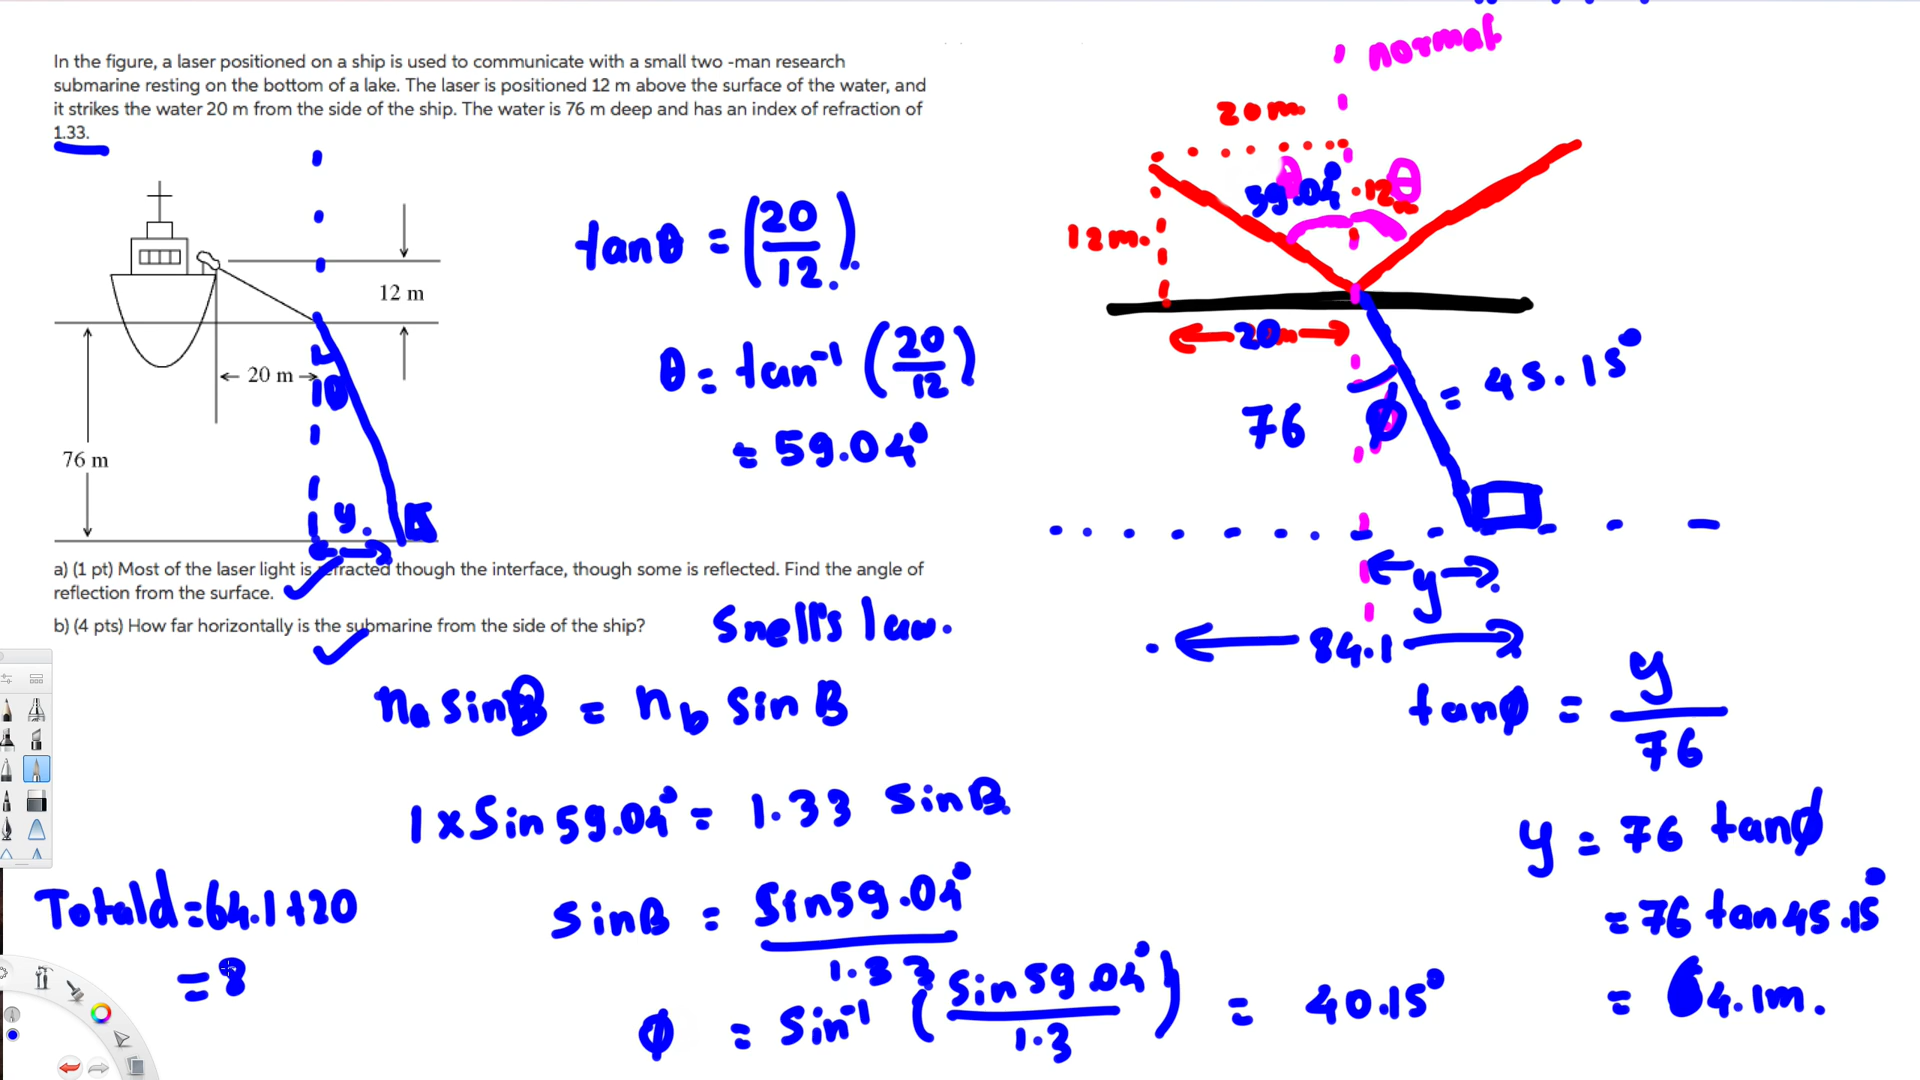 In the figure, a laser positioned on a ship is used to communicate with a small two -man research
submarine resting on the bottom of a lake. The laser is positioned 12 m above the surface of the water, and
it strikes the water 20 m from the side of the ship. The water is 76 m deep and has an index of refraction of
1.33.
12 m
20 m
76 m
θ
y.
a) (1 pt) Most of the laser light is refracted though the interface, though some is reflected. Find the angle of
reflection from the surface.
b) (4 pts) How far horizontally is the submarine from the side of the ship?
tanθ = (20/12).
θ = tan⁻¹ (20/12)
= 59.04°
normal
20m.
59.04°
θ
12m
12m.
20m
76
ϕ = 45.15°
y
84.1
Snell's law.
na sinθ = nb sinB
1 x Sin 59.04° = 1.33 sinB.
sinB = Sin59.04°/1.33
ϕ = Sin⁻¹ (sin59.04°/1.3) = 40.15°
Total d = 64.1+20
= 8
tanϕ = y/76
y = 76 tanϕ
= 76 tan45.15°
= 64.1m.